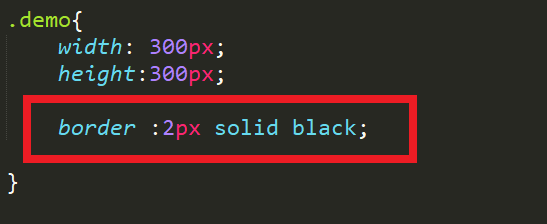 .demo{
width: 300px;
height:300px;
border :2px solid black;
}